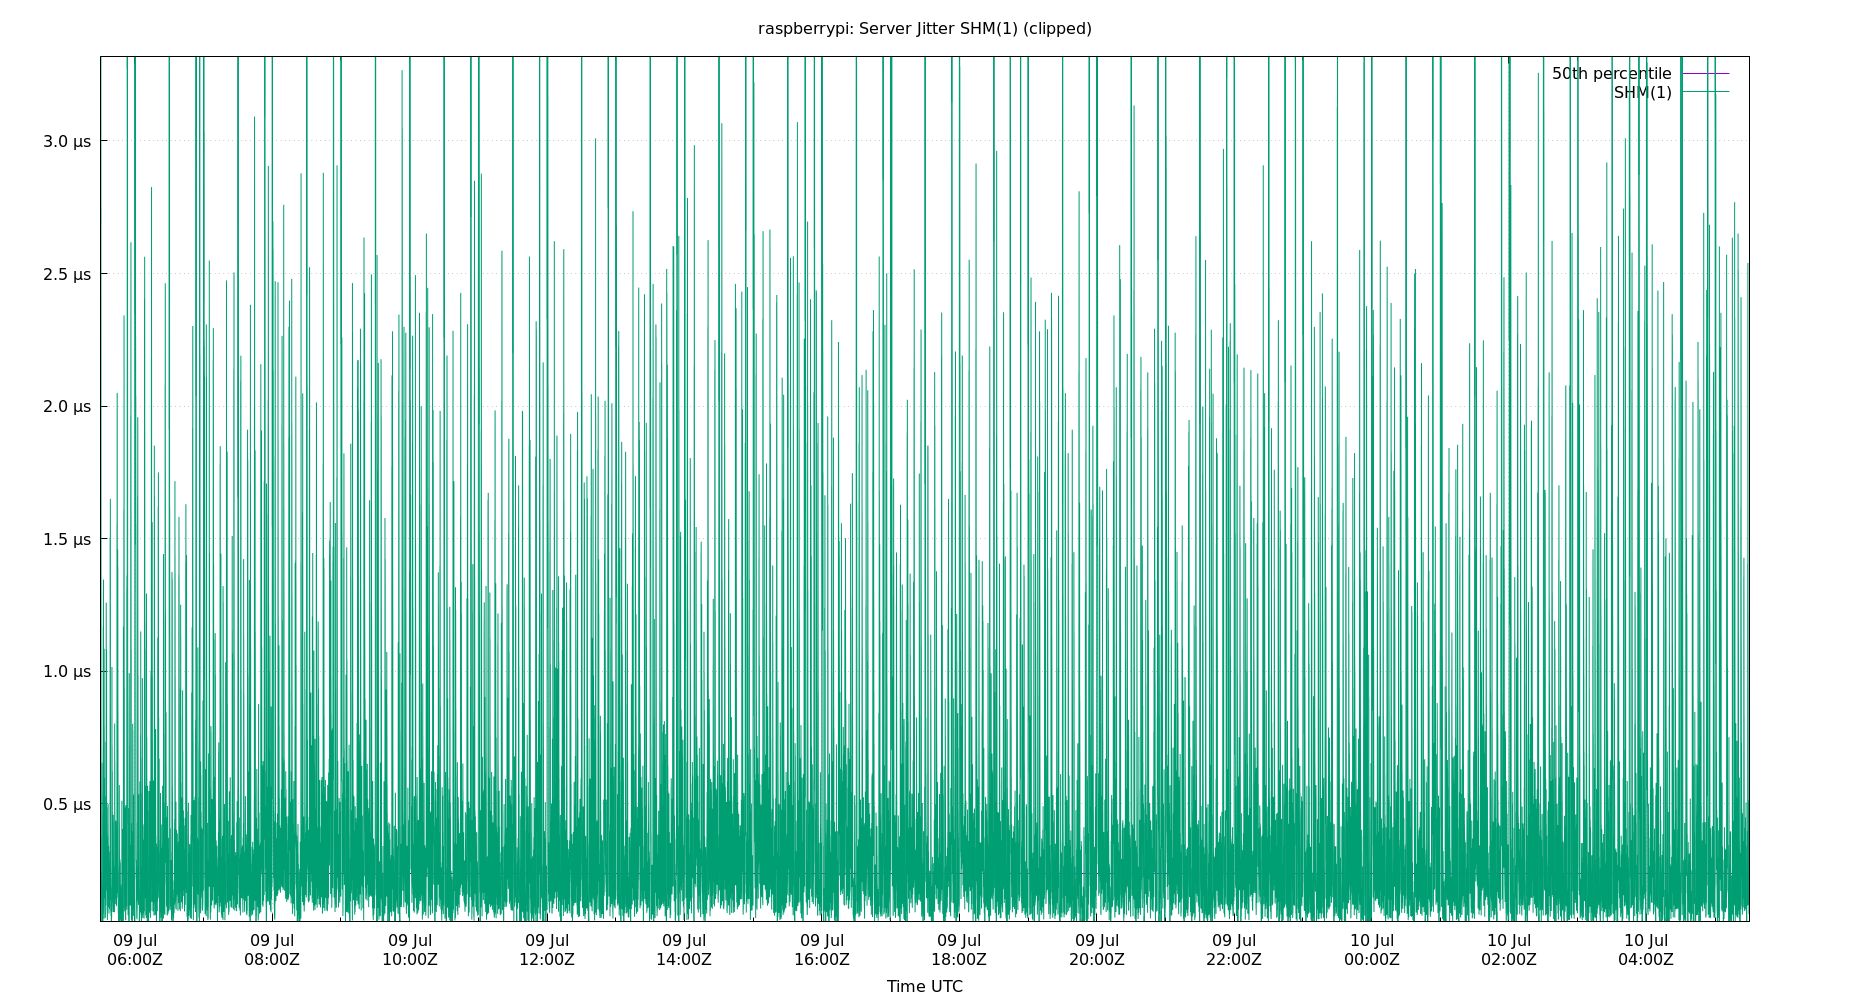 raspberrypi: Server Jitter SHM(1) (clipped)
50th percentile
SHM(1)
3.0 µs
2.5 µs
2.0 µs
1.5 µs
1.0 µs
0.5 µs
09 Jul 09 Jul 09 Jul 09 Jul 09 Jul 09 Jul 09 Jul 09 Jul 09 Jul 10 Jul 10 Jul 10 Jul
06:00Z 08:00Z 10:00Z 12:00Z 14:00Z 16:00Z 18:00Z 20:00Z 22:00Z 00:00Z 02:00Z 04:00Z
Time UTC